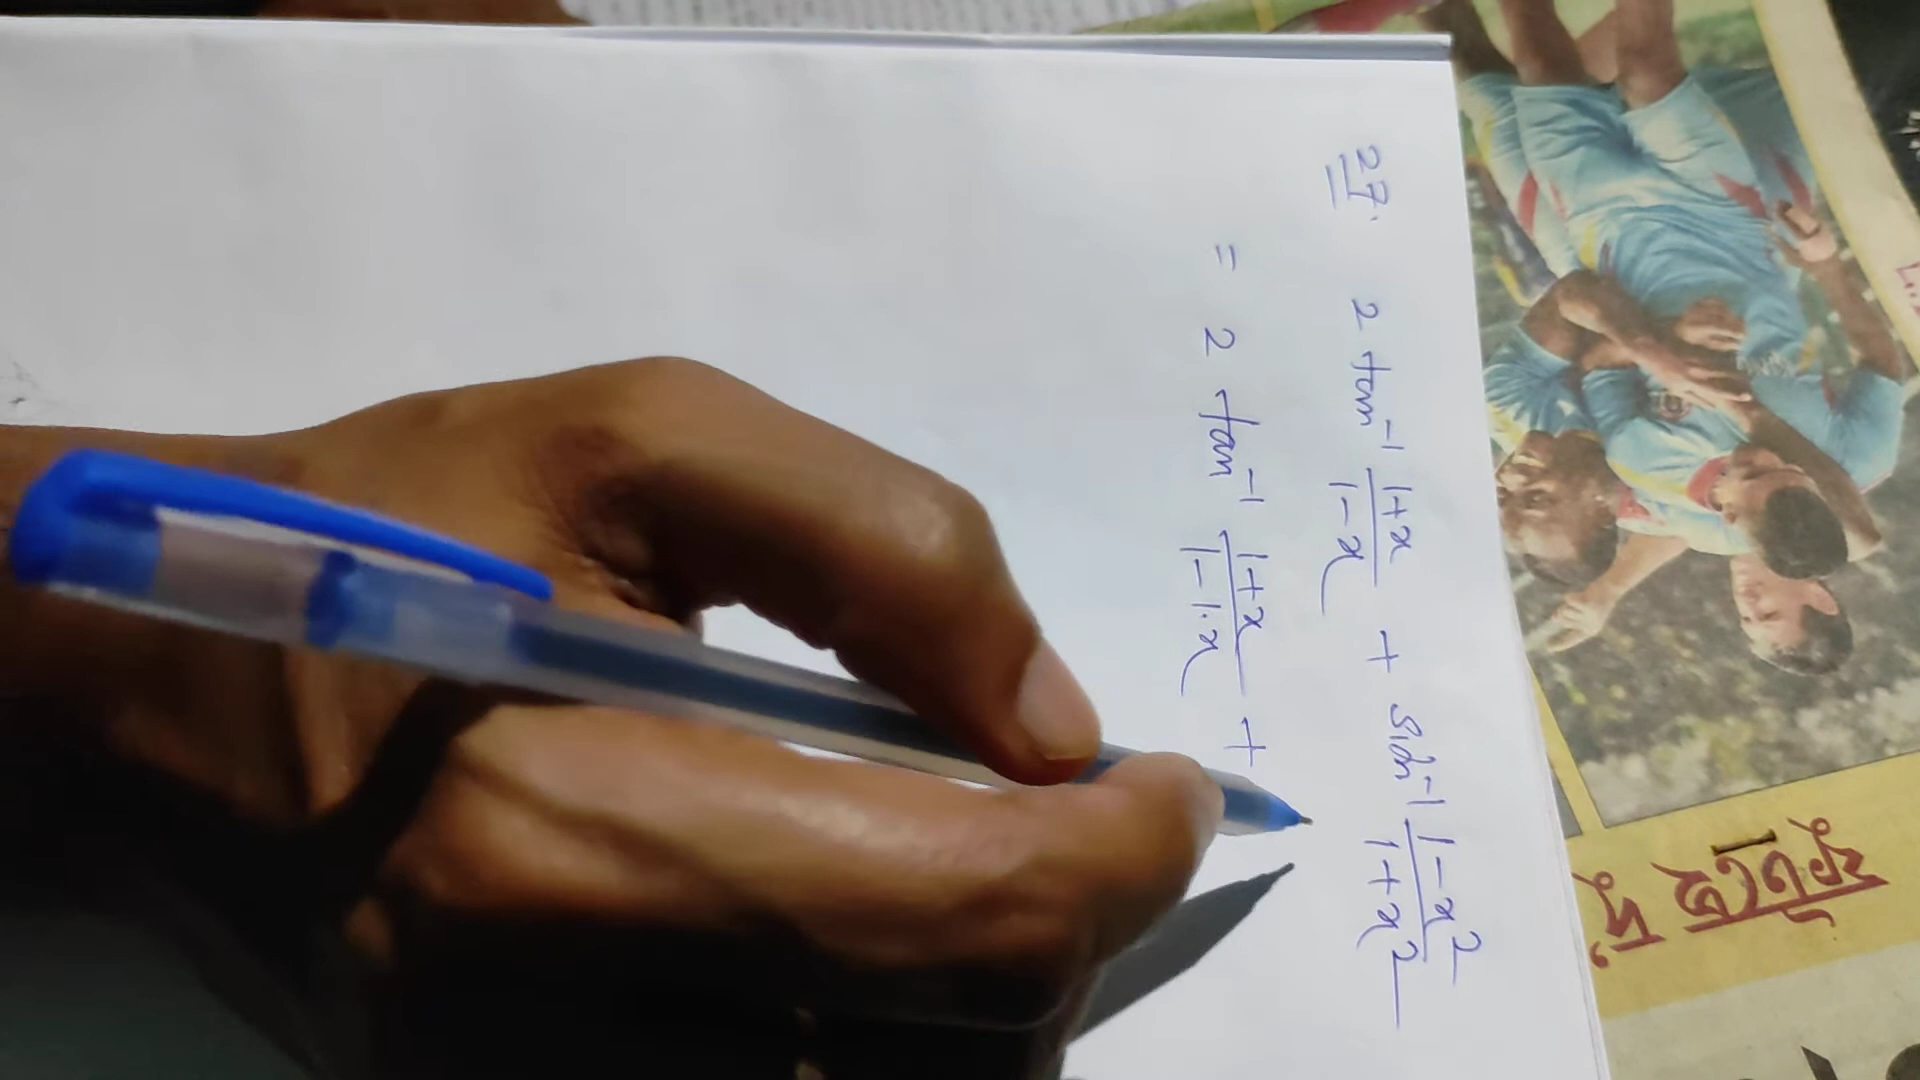 27. 2 tan⁻¹ (1+x)/(1-x) + sin⁻¹ (1-x²)/(1+x²)
= 2 tan⁻¹ (1+x)/(1-1.x) +